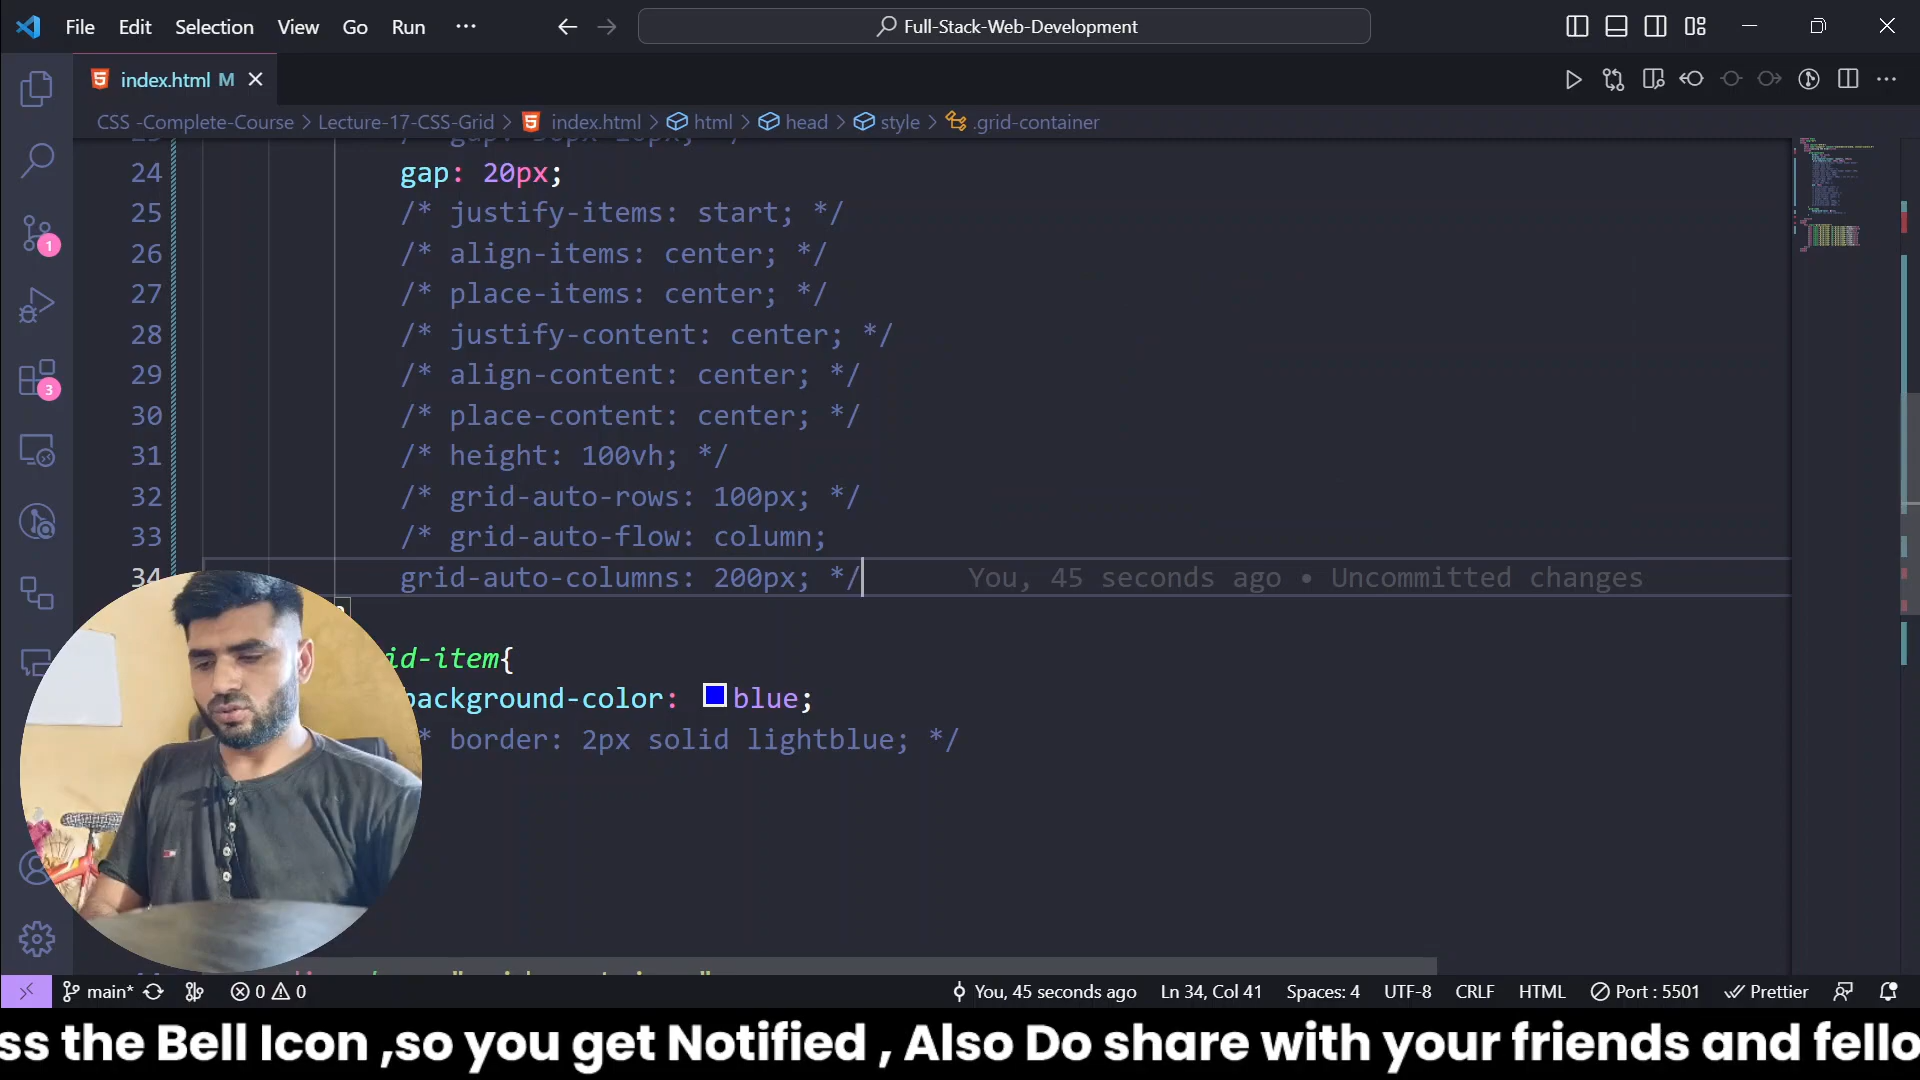 File Edit Selection View Go Run ···
Full-Stack-Web-Development
index.html M
CSS -Complete-Course > Lecture-17-CSS-Grid > index.html > html > head > style > .grid-container
24 gap: 20px;
25 /* justify-items: start; */
26 /* align-items: center; */
27 /* place-items: center; */
28 /* justify-content: center; */
29 /* align-content: center; */
30 /* place-content: center; */
31 /* height: 100vh; */
32 /* grid-auto-rows: 100px; */
33 /* grid-auto-flow: column;
34 grid-auto-columns: 200px; */ You, 45 seconds ago • Uncommitted changes
id-item{
background-color: blue;
* border: 2px solid lightblue; */
1
3
main* 0 0 You, 45 seconds ago Ln 34, Col 41 Spaces: 4 UTF-8 CRLF HTML Port : 5501 Prettier
ss the Bell Icon ,so you get Notified , Also Do share with your friends and fello